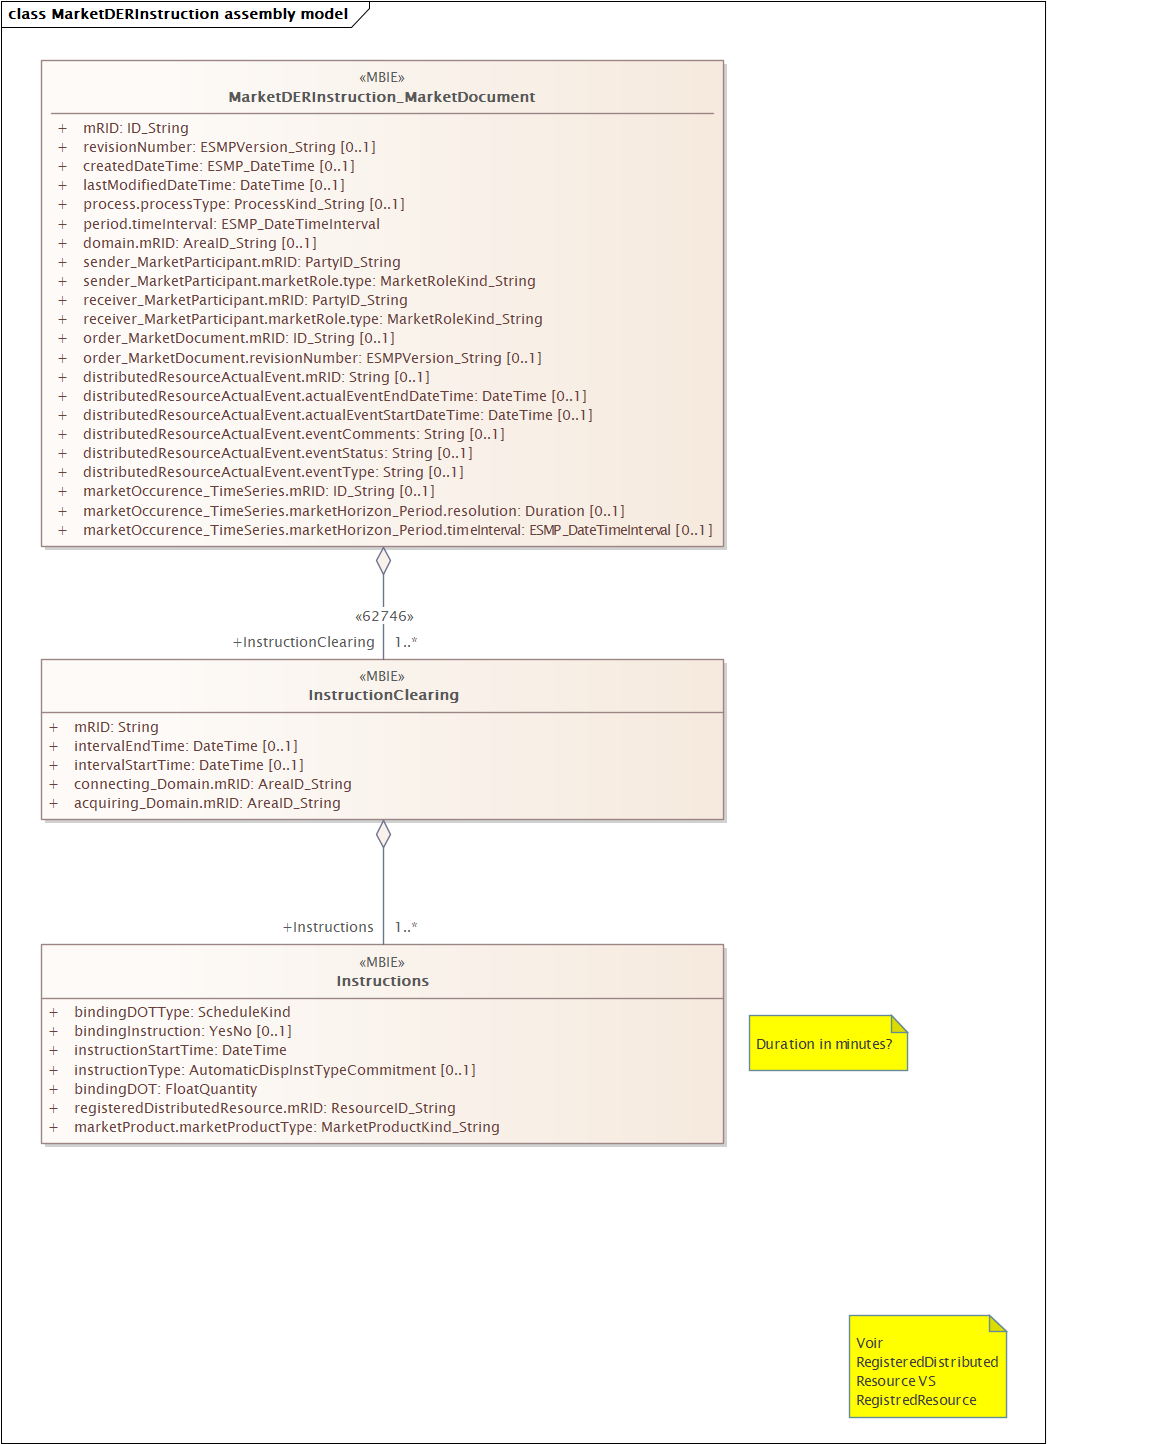 class MarketDERInstruction assembly model
«MBIE»
MarketDERInstruction_MarketDocument
+ mRID: ID_String
+ revisionNumber: ESMPVersion_String [0..1]
+ createdDateTime: ESMP_DateTime [0..1]
+ lastModifiedDateTime: DateTime [0..1]
+ process.processType: ProcessKind_String [0..1]
+ period.timeInterval: ESMP_DateTimeInterval
+ domain.mRID: AreaID_String [0..1]
+ sender_MarketParticipant.mRID: PartyID_String
+ sender_MarketParticipant.marketRole.type: MarketRoleKind_String
+ receiver_MarketParticipant.mRID: PartyID_String
+ receiver_MarketParticipant.marketRole.type: MarketRoleKind_String
+ order_MarketDocument.mRID: ID_String [0..1]
+ order_MarketDocument.revisionNumber: ESMPVersion_String [0..1]
+ distributedResourceActualEvent.mRID: String [0..1]
+ distributedResourceActualEvent.actualEventEndDateTime: DateTime [0..1]
+ distributedResourceActualEvent.actualEventStartDateTime: DateTime [0..1]
+ distributedResourceActualEvent.eventComments: String [0..1]
+ distributedResourceActualEvent.eventStatus: String [0..1]
+ distributedResourceActualEvent.eventType: String [0..1]
+ marketOccurence_TimeSeries.mRID: ID_String [0..1]
+ marketOccurence_TimeSeries.marketHorizon_Period.resolution: Duration [0..1]
+ marketOccurence_TimeSeries.marketHorizon_Period.timeInterval: ESMP_DateTimeInterval [0..1]
«62746»
+InstructionClearing 1..*
«MBIE»
InstructionClearing
+ mRID: String
+ intervalEndTime: DateTime [0..1]
+ intervalStartTime: DateTime [0..1]
+ connecting_Domain.mRID: AreaID_String
+ acquiring_Domain.mRID: AreaID_String
+Instructions 1..*
«MBIE»
Instructions
+ bindingDOTType: ScheduleKind
+ bindingInstruction: YesNo [0..1]
+ instructionStartTime: DateTime
+ instructionType: AutomaticDispInstTypeCommitment [0..1]
+ bindingDOT: FloatQuantity
+ registeredDistributedResource.mRID: ResourceID_String
+ marketProduct.marketProductType: MarketProductKind_String
Duration in minutes?
Voir
RegisteredDistributed
Resource VS
RegistredResource